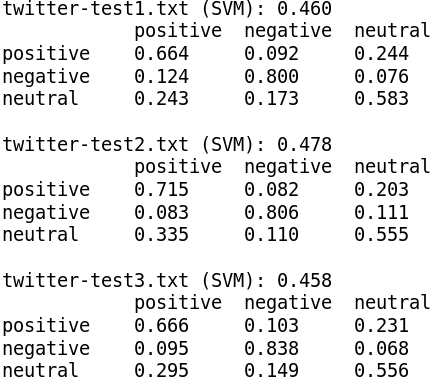 twitter-test1.txt (SVM): 0.460
            positive  negative  neutral
positive    0.664     0.092     0.244
negative    0.124     0.800     0.076
neutral     0.243     0.173     0.583

twitter-test2.txt (SVM): 0.478
            positive  negative  neutral
positive    0.715     0.082     0.203
negative    0.083     0.806     0.111
neutral     0.335     0.110     0.555

twitter-test3.txt (SVM): 0.458
            positive  negative  neutral
positive    0.666     0.103     0.231
negative    0.095     0.838     0.068
neutral     0.295     0.149     0.556